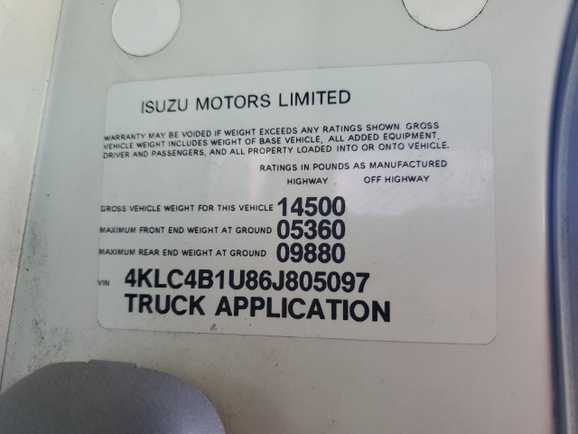 ISUZU MOTORS LIMITED
WARRANTY MAY BE VOIDED IF WEIGHT EXCEEDS ANY RATINGS SHOWN. GROSS
VEHICLE WEIGHT INCLUDES WEIGHT OF BASE VEHICLE, ALL ADDED EQUIPMENT,
DRIVER AND PASSENGERS, AND ALL PROPERTY LOADED INTO OR ONTO VEHICLE.
RATINGS IN POUNDS AS MANUFACTURED
HIGHWAY OFF HIGHWAY
GROSS VEHICLE WEIGHT FOR THIS VEHICLE 14500
MAXIMUM FRONT END WEIGHT AT GROUND 05360
MAXIMUM REAR END WEIGHT AT GROUND 09880
VIN 4KLC4B1U86J805097
TRUCK APPLICATION